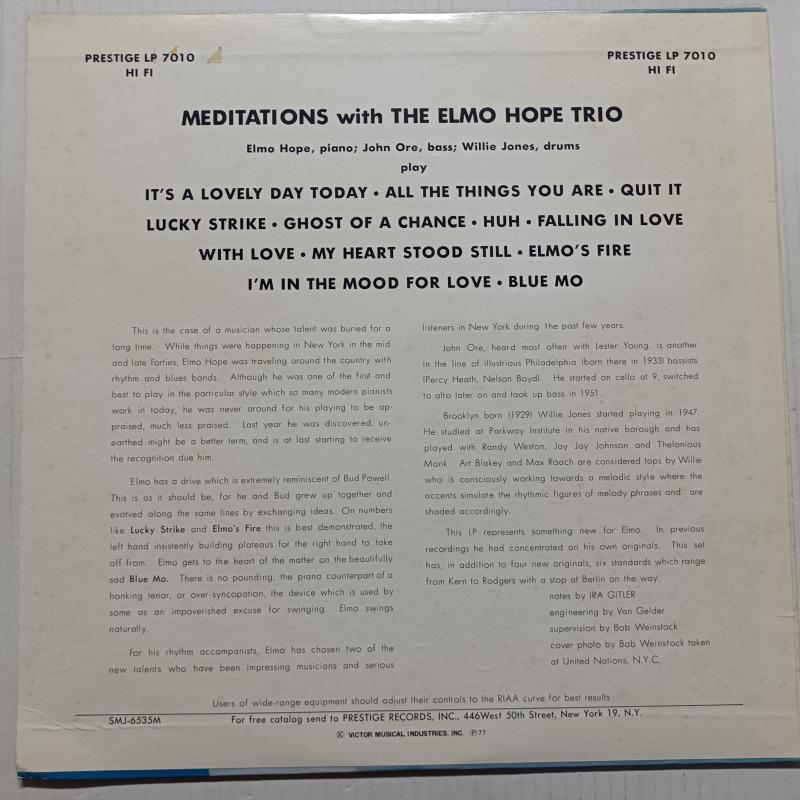 PRESTIGE LP 7010
HI FI
PRESTIGE LP 7010
HI FI
MEDITATIONS with THE ELMO HOPE TRIO
Elmo Hope, piano; John Ore, bass; Willie Jones, drums
play
IT'S A LOVELY DAY TODAY • ALL THE THINGS YOU ARE • QUIT IT
LUCKY STRIKE • GHOST OF A CHANCE • HUH • FALLING IN LOVE
WITH LOVE • MY HEART STOOD STILL • ELMO'S FIRE
I'M IN THE MOOD FOR LOVE • BLUE MO
This is the case of a musician whose talent was buried for a
long time. While things were happening in New York in the mid
and late Forties, Elmo Hope was traveling around the country with
rhythm and blues bands. Although he was one of the first and
best to play in the particular style which so many modern pianists
work in today, he was never around for his playing to be ap-
praised, much less praised. Last year he was discovered, un-
earthed might be a better term, and is at last starting to receive
the recognition due him.
Elmo has a drive which is extremely reminiscent of Bud Powell.
This is as it should be, for he and Bud grew up together and
evolved along the same lines by exchanging ideas. On numbers
like Lucky Strike and Elmo's Fire this is best demonstrated, the
left hand insistently building plateaus for the right hand to take
off from. Elmo gets to the heart of the matter on the beautifully
sad Blue Mo. There is no pounding, the piano counterpart of a
honking tenor, or over-syncopation, the device which is used by
some as an impoverished excuse for swinging. Elmo swings
naturally.
For his rhythm accompanists, Elmo has chosen two of the
new talents who have been impressing musicians and serious
listeners in New York during the past few years.
John Ore, heard most often with Lester Young, is another
in the line of illustrious Philadelphia (born there in 1933) bassists
(Percy Heath, Nelson Boyd). He started on cello at 9, switched
to alto later on and took up bass in 1951.
Brooklyn born (1929) Willie Jones started playing in 1947.
He studied at Parkway Institute in his native borough and has
played with Randy Weston, Jay Jay Johnson and Thelonious
Monk. Art Blakey and Max Roach are considered tops by Willie
who is consciously working towards a melodic style where the
accents simulate the rhythmic figures of melody phrases and are
shaded accordingly.
This LP represents something new for Elmo. In previous
recordings he had concentrated on his own originals. This set
has, in addition to four new originals, six standards which range
from Kern to Rodgers with a stop at Berlin on the way.
notes by IRA GITLER
engineering by Van Gelder
supervision by Bob Weinstock
cover photo by Bob Weinstock taken
at United Nations, N.Y.C.
Users of wide-range equipment should adjust their controls to the RIAA curve for best results
SMJ-6535M
For free catalog send to PRESTIGE RECORDS, INC., 446West 50th Street, New York 19, N.Y.
Ⓚ VICTOR MUSICAL INDUSTRIES, INC. Ⓟ77